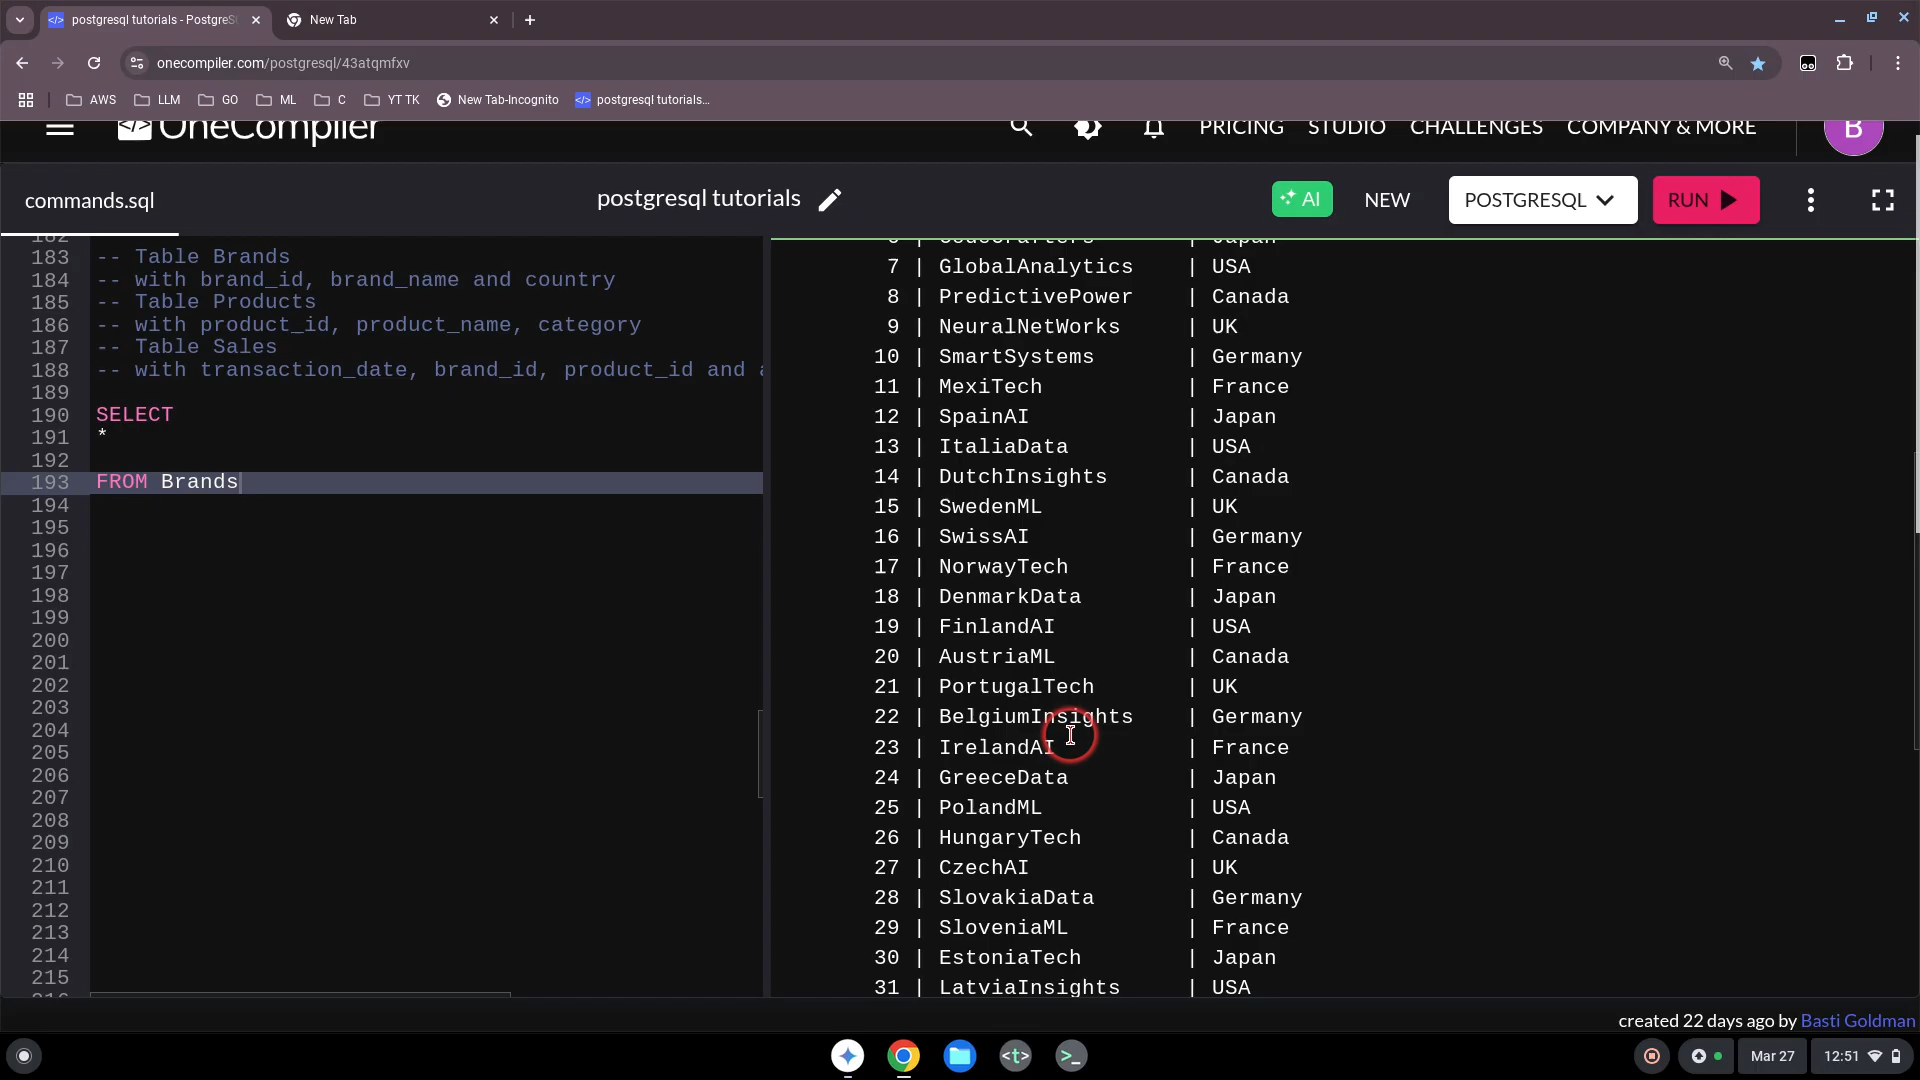 postgresql tutorials - PostgreS
New Tab
onecompiler.com/postgresql/43atqmfxv
AWS
LLM
GO
ML
C
YT TK
New Tab-Incognito
postgresql tutorials...
OneCompiler
PRICING
STUDIO
CHALLENGES
COMPANY & MORE
B
commands.sql
postgresql tutorials
AI
NEW
POSTGRESQL
RUN
182
183 -- Table Brands
184 -- with brand_id, brand_name and country
185 -- Table Products
186 -- with product_id, product_name, category
187 -- Table Sales
188 -- with transaction_date, brand_id, product_id and a
189
190 SELECT
191 *
192
193 FROM Brands
194
195
196
197
198
199
200
201
202
203
204
205
206
207
208
209
210
211
212
213
214
215
216
6 | CodeCrafters | Japan
7 | GlobalAnalytics | USA
8 | PredictivePower | Canada
9 | NeuralNetWorks | UK
10 | SmartSystems | Germany
11 | MexiTech | France
12 | SpainAI | Japan
13 | ItaliaData | USA
14 | DutchInsights | Canada
15 | SwedenML | UK
16 | SwissAI | Germany
17 | NorwayTech | France
18 | DenmarkData | Japan
19 | FinlandAI | USA
20 | AustriaML | Canada
21 | PortugalTech | UK
22 | BelgiumInsights | Germany
23 | IrelandAI | France
24 | GreeceData | Japan
25 | PolandML | USA
26 | HungaryTech | Canada
27 | CzechAI | UK
28 | SlovakiaData | Germany
29 | SloveniaML | France
30 | EstoniaTech | Japan
31 | LatviaInsights | USA
created 22 days ago by Basti Goldman
<t>
>_
Mar 27
12:51